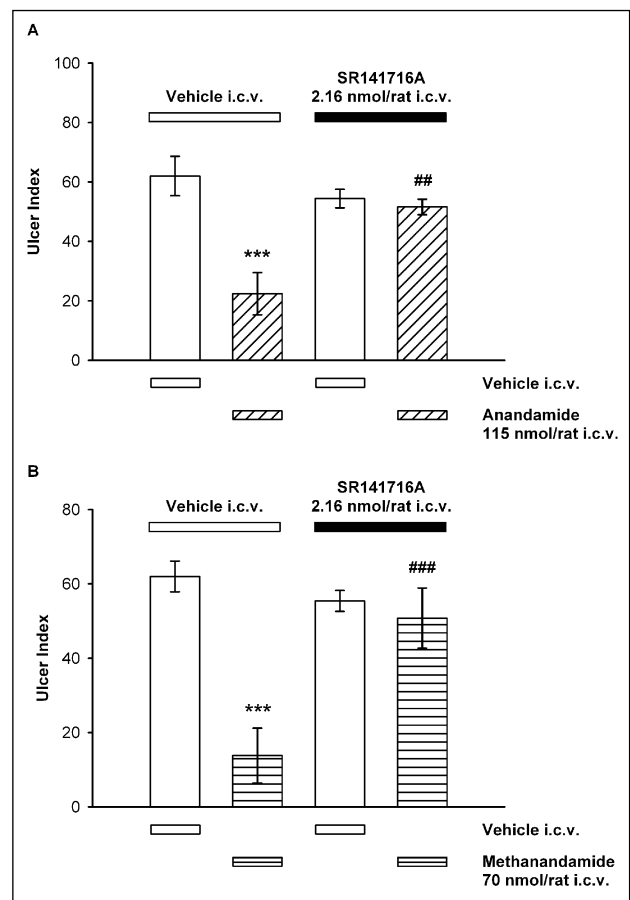 A
SR141716A
Vehicle i.c.v. 2.16 nmol/rat i.c.v.
100
80
60
40
20
0
Ulcer Index
***
##
Vehicle i.c.v.
Anandamide
115 nmol/rat i.c.v.
B
SR141716A
Vehicle i.c.v. 2.16 nmol/rat i.c.v.
80
60
40
20
0
Ulcer Index
***
###
Vehicle i.c.v.
Methanandamide
70 nmol/rat i.c.v.